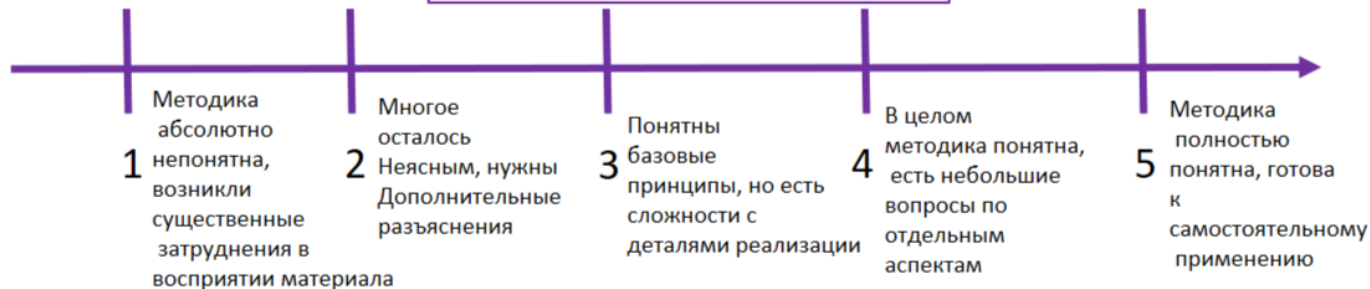 1
Методика
абсолютно
непонятна,
возникли
существенные
затруднения в
восприятии материала
2
Многое
осталось
Неясным, нужны
Дополнительные
разъяснения
3
Понятны
базовые
принципы, но есть
сложности с
деталями реализации
4
В целом
методика понятна,
есть небольшие
вопросы по
отдельным
аспектам
5
Методика
полностью
понятна, готова
к
самостоятельному
применению